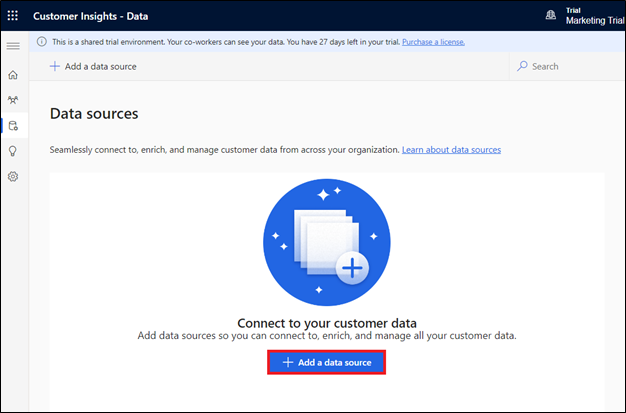 Customer Insights - Data
Trial
Marketing Trial
This is a shared trial environment. Your co-workers can see your data. You have 27 days left in your trial. Purchase a license.
Add a data source
Search
Data sources
Seamlessly connect to, enrich, and manage customer data from across your organization. Learn about data sources
Connect to your customer data
Add data sources so you can connect to, enrich, and manage all your customer data.
Add a data source